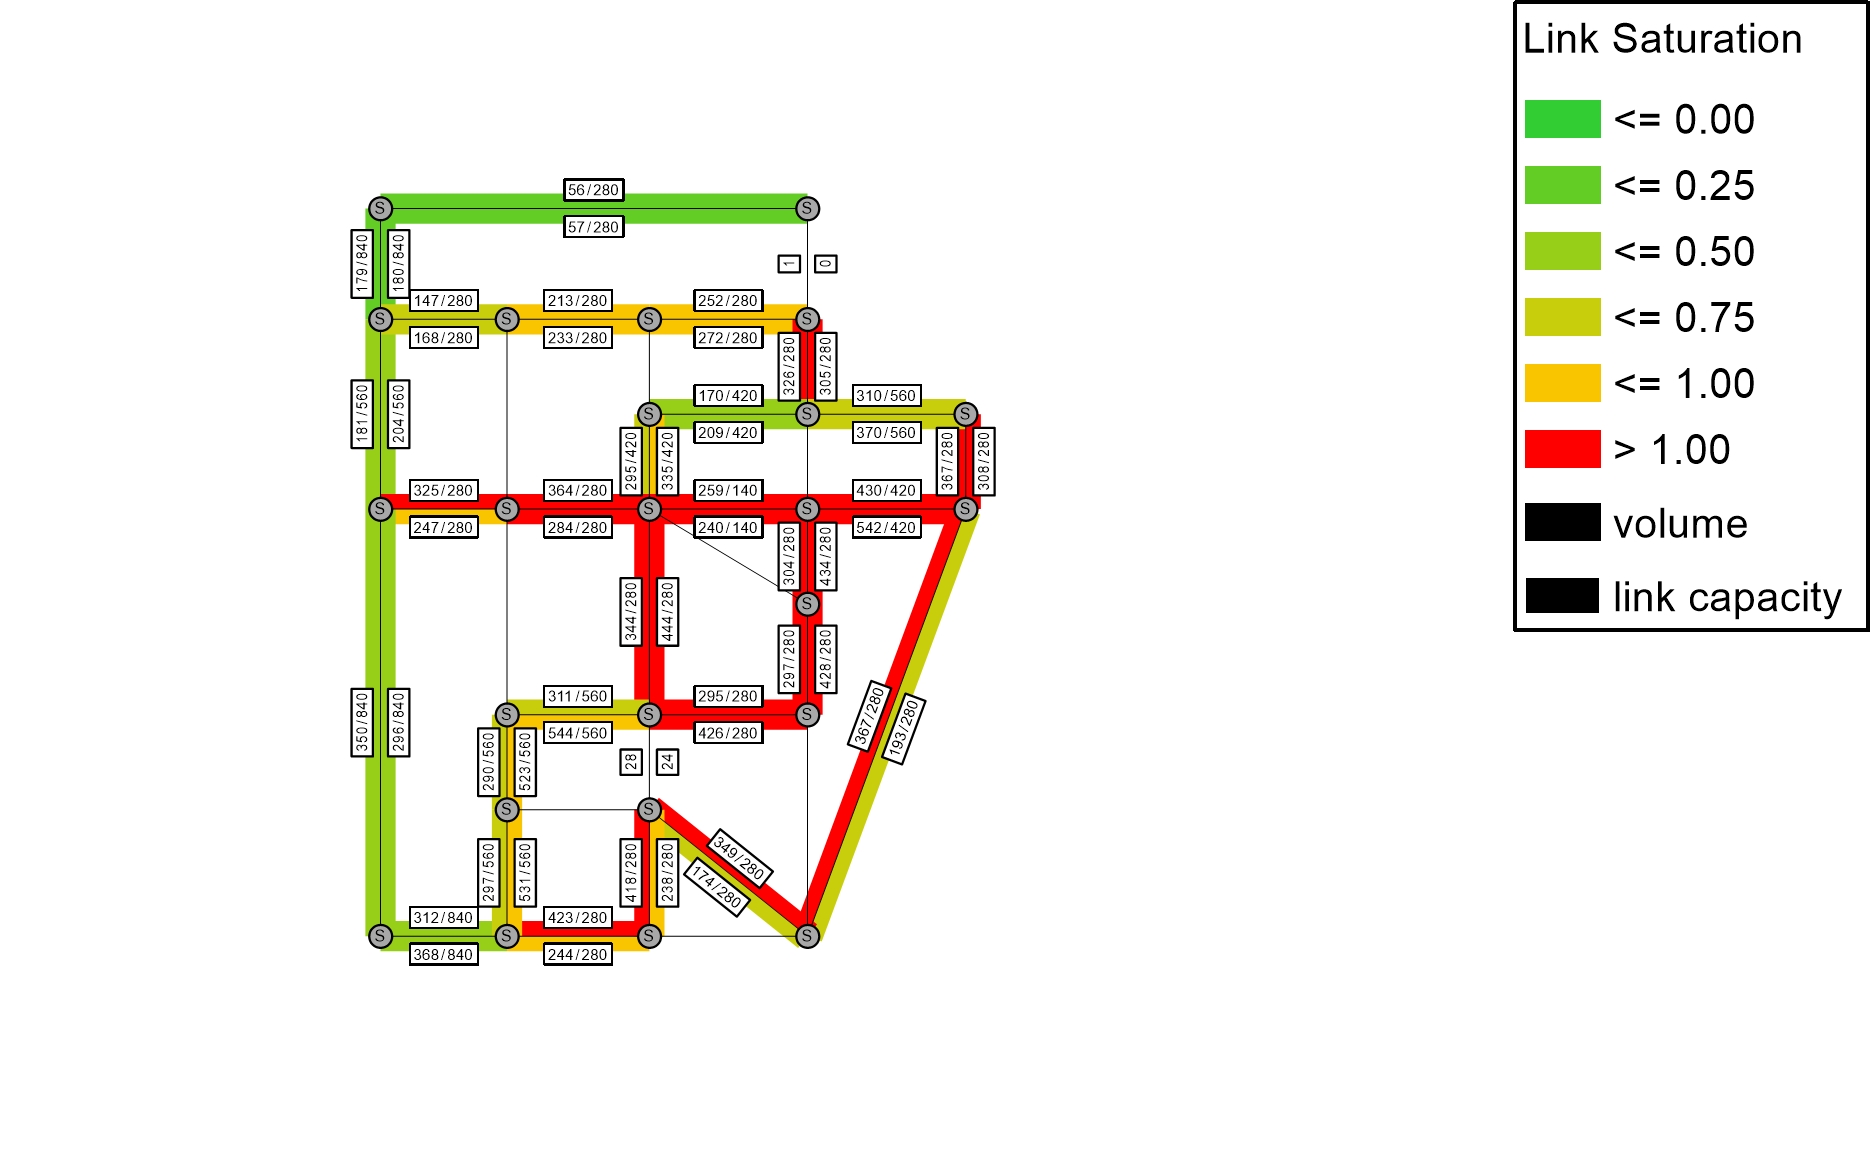 Link Saturation
<= 0.00
<= 0.25
<= 0.50
<= 0.75
<= 1.00
> 1.00
volume
link capacity
56/280
S
S
57/280
179/840
180/840
1
0
147/280
213/280
252/280
S
S
S
S
168/280
233/280
272/280
326/280
305/280
181/560
204/560
170/420
310/560
S
S
S
209/420
370/560
295/420
335/420
367/280
308/280
325/280
364/280
259/140
430/420
S
S
S
S
S
247/280
284/280
240/140
542/420
304/280
434/280
S
344/280
444/280
297/280
428/280
311/560
295/280
S
S
S
544/560
426/280
350/840
296/840
367/280
193/280
290/560
523/560
28
24
S
S
349/280
174/280
297/560
531/560
418/280
238/280
312/840
423/280
S
S
S
S
368/840
244/280